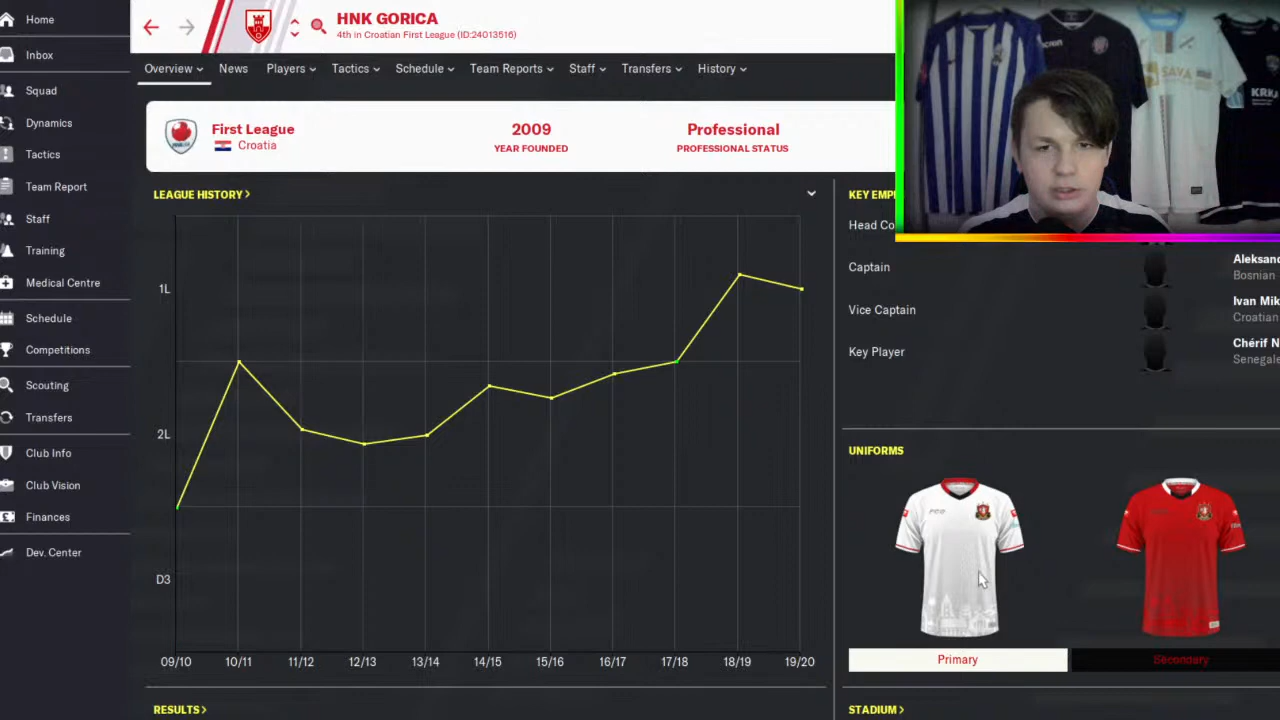 Home
Inbox
Squad
Dynamics
Tactics
Team Report
Staff
Training
Medical Centre
Schedule
Competitions
Scouting
Transfers
Club Info
Club Vision
Finances
Dev. Center
HNK GORICA
4th in Croatian First League (ID:24013516)
Overview News Players Tactics Schedule Team Reports Staff Transfers History
First League
Croatia
2009
YEAR FOUNDED
Professional
PROFESSIONAL STATUS
LEAGUE HISTORY >
1L
2L
D3
09/10 10/11 11/12 12/13 13/14 14/15 15/16 16/17 17/18 18/19 19/20
RESULTS >
KEY EMP
Head Co
Captain
Aleksand
Bosnian
Vice Captain
Ivan Mik
Croatian
Key Player
Chérif N
Senegale
UNIFORMS
Primary
Secondary
STADIUM >
SAVA
KRKA